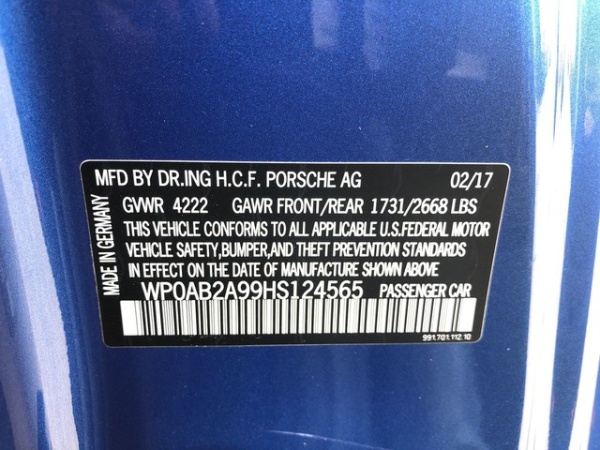 MADE IN GERMANY
MFD BY DR.ING H.C.F. PORSCHE AG 02/17
GVWR 4222 GAWR FRONT/REAR 1731/2668 LBS
THIS VEHICLE CONFORMS TO ALL APPLICABLE U.S.FEDERAL MOTOR
VEHICLE SAFETY,BUMPER,AND THEFT PREVENTION STANDARDS
IN EFFECT ON THE DATE OF MANUFACTURE SHOWN ABOVE
WP0AB2A99HS124565 PASSENGER CAR
991.701.112.10